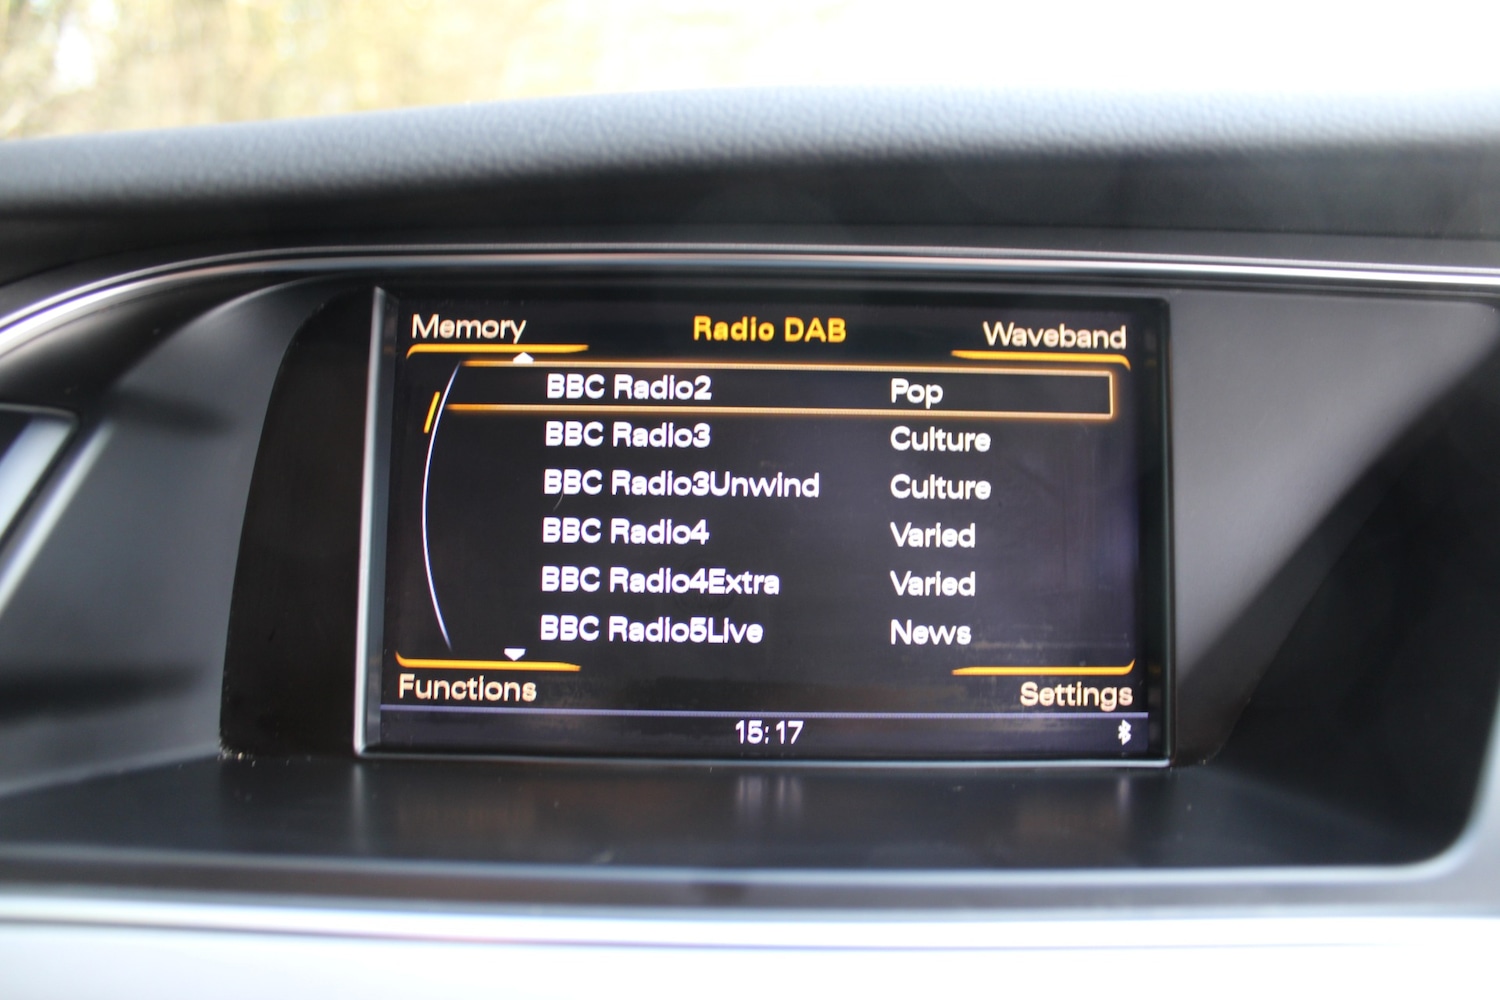 Memory Radio DAB Waveband
BBC Radio2 Pop
BBC Radio3 Culture
BBC Radio3Unwind Culture
BBC Radio4 Varied
BBC Radio4Extra Varied
BBC Radio5Live News
Functions Settings
15:17